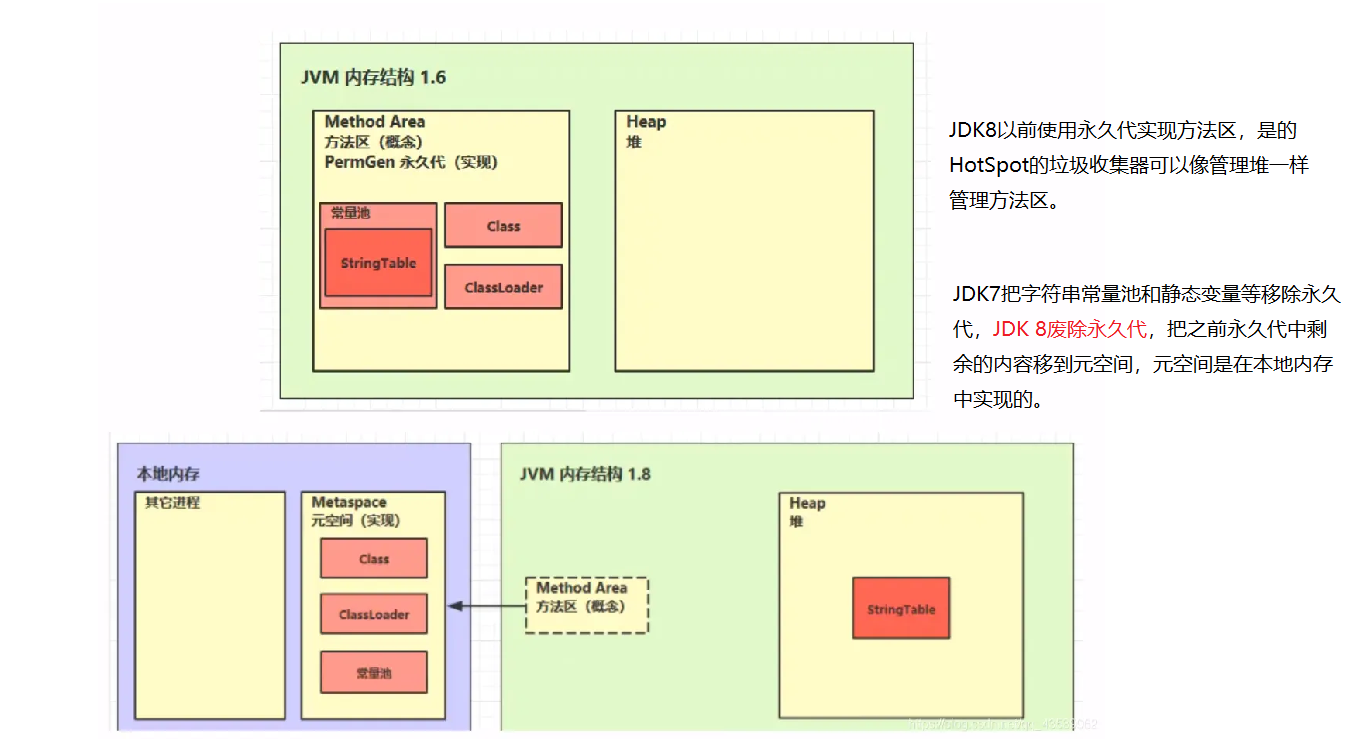 JVM 内存结构 1.6
Method Area
方法区（概念）
PermGen 永久代（实现）
常量池
StringTable
Class
ClassLoader
Heap
堆
JDK8以前使用永久代实现方法区，是的
HotSpot的垃圾收集器可以像管理堆一样
管理方法区。
JDK7把字符串常量池和静态变量等移除永久
代，JDK 8废除永久代，把之前永久代中剩
余的内容移到元空间，元空间是在本地内存
中实现的。
本地内存
其它进程
Metaspace
元空间（实现）
Class
ClassLoader
常量池
JVM 内存结构 1.8
Method Area
方法区（概念）
Heap
堆
StringTable